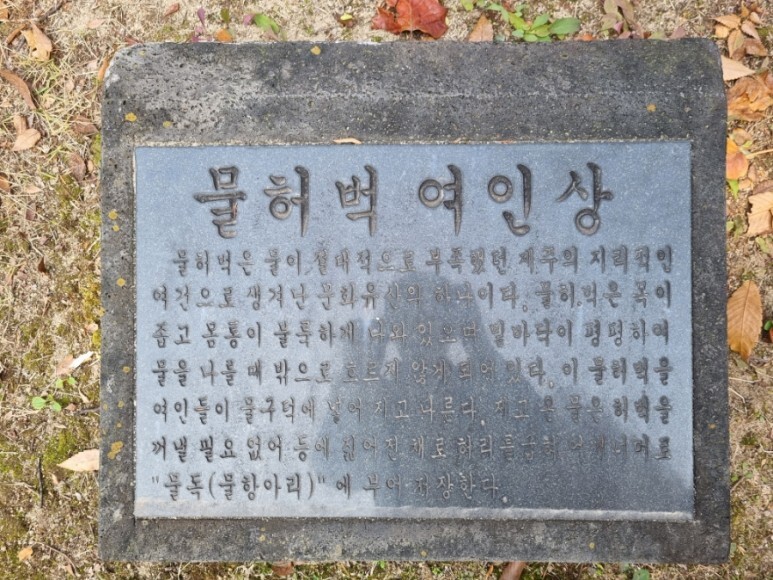 물허벅 여인상
물허벅은 물이 절대적으로 부족했던 제주의 지리적인
여건으로 생겨난 문화유산의 하나이다. 물허벅은 목이
좁고 몸통이 불룩하게 나와 있으며 밑바닥이 평평하여
물을 나를 때 밖으로 흐르지 않게 되어 있다. 이 물허벅을
여인들이 물구덕에 넣어 지고 나른다. 지고 온 물은 허벅을
꺼낼 필요 없어 등에 짊어진 채로 허리를 굽혀 어깨너머로
"물독(물항아리)"에 부어 저장한다.